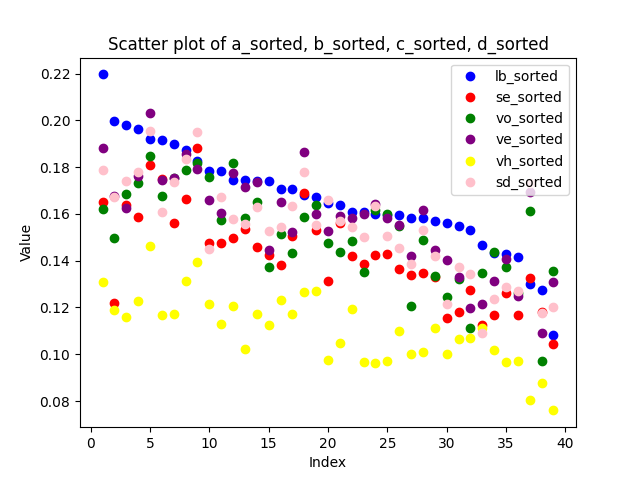 Scatter plot of a_sorted, b_sorted, c_sorted, d_sorted
lb_sorted
se_sorted
vo_sorted
ve_sorted
vh_sorted
sd_sorted
0.22
0.20
0.18
0.16
0.14
0.12
0.10
0.08
Value
0 5 10 15 20 25 30 35 40
Index